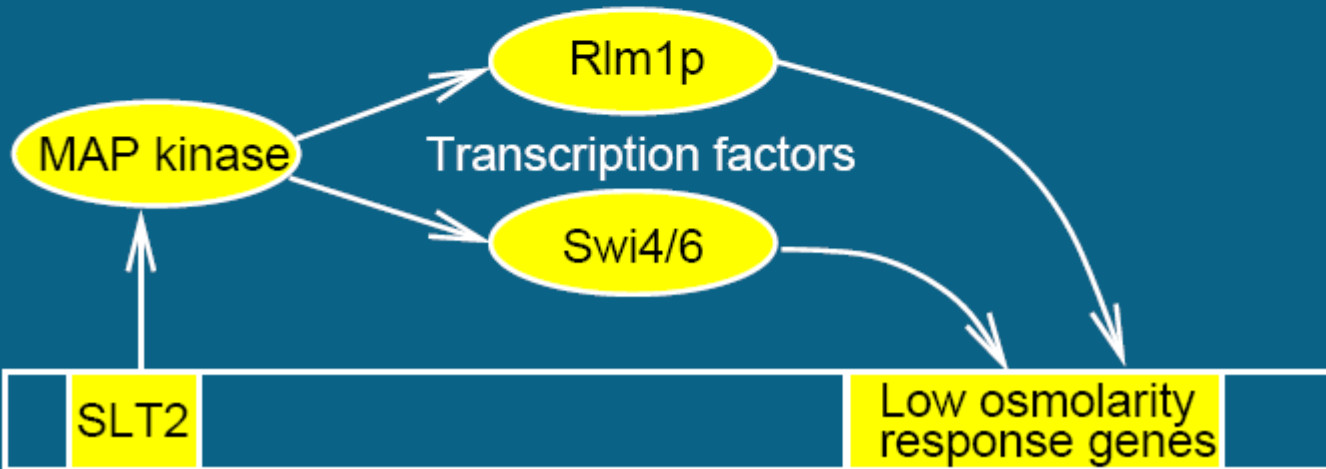 Rlm1p
MAP kinase
Transcription factors
Swi4/6
SLT2
Low osmolarity
response genes